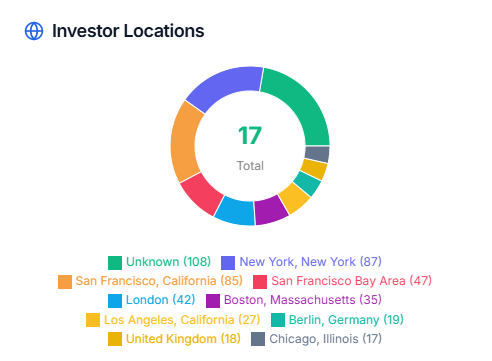 Investor Locations
17
Total
Unknown (108) New York, New York (87)
San Francisco, California (85) San Francisco Bay Area (47)
London (42) Boston, Massachusetts (35)
Los Angeles, California (27) Berlin, Germany (19)
United Kingdom (18) Chicago, Illinois (17)